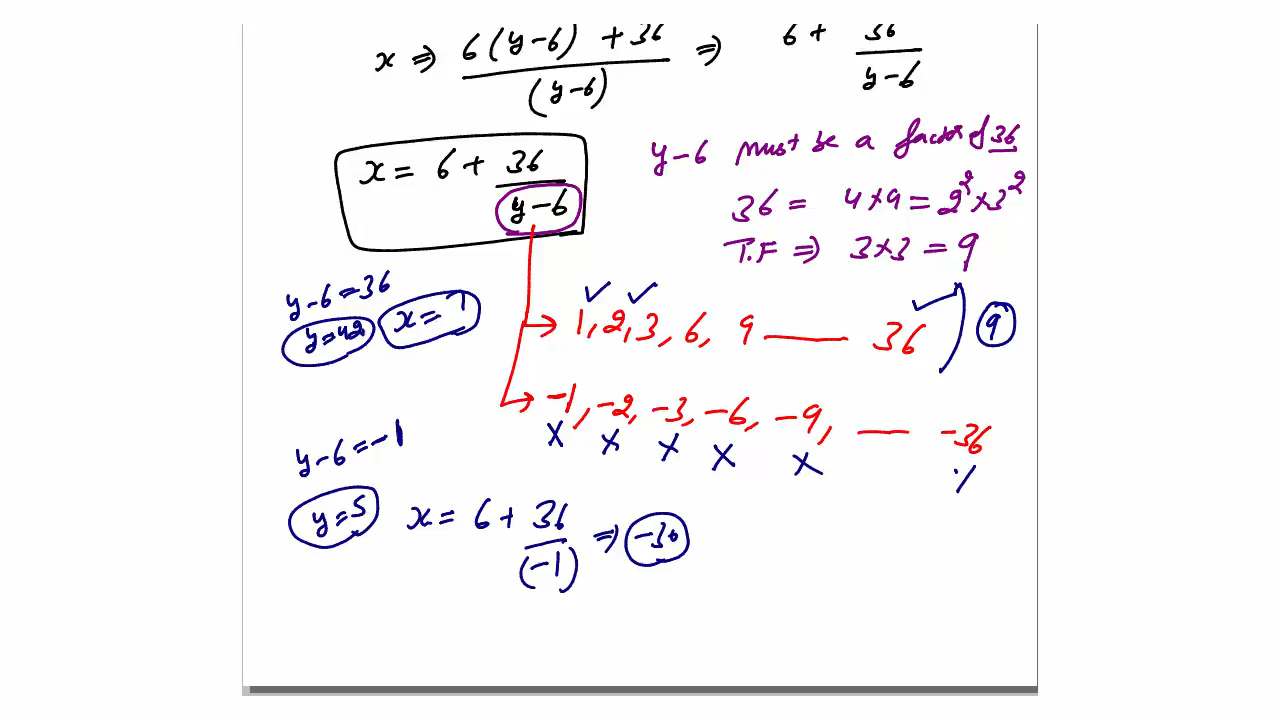 x ⇒ 6(y-6) + 36 / (y-6) ⇒ 6 + 36 / y-6
x = 6 + 36 / y-6
y-6 must be a factor of 36
36 = 4×9 = 2²×3²
T.F ⇒ 3×3 = 9
y-6=36
y=42 x=7
1, 2, 3, 6, 9 —— 36 ) 9
-1, -2, -3, -6, -9, —— -36
y-6=-1
y=5 x = 6 + 36 / (-1) ⇒ -30